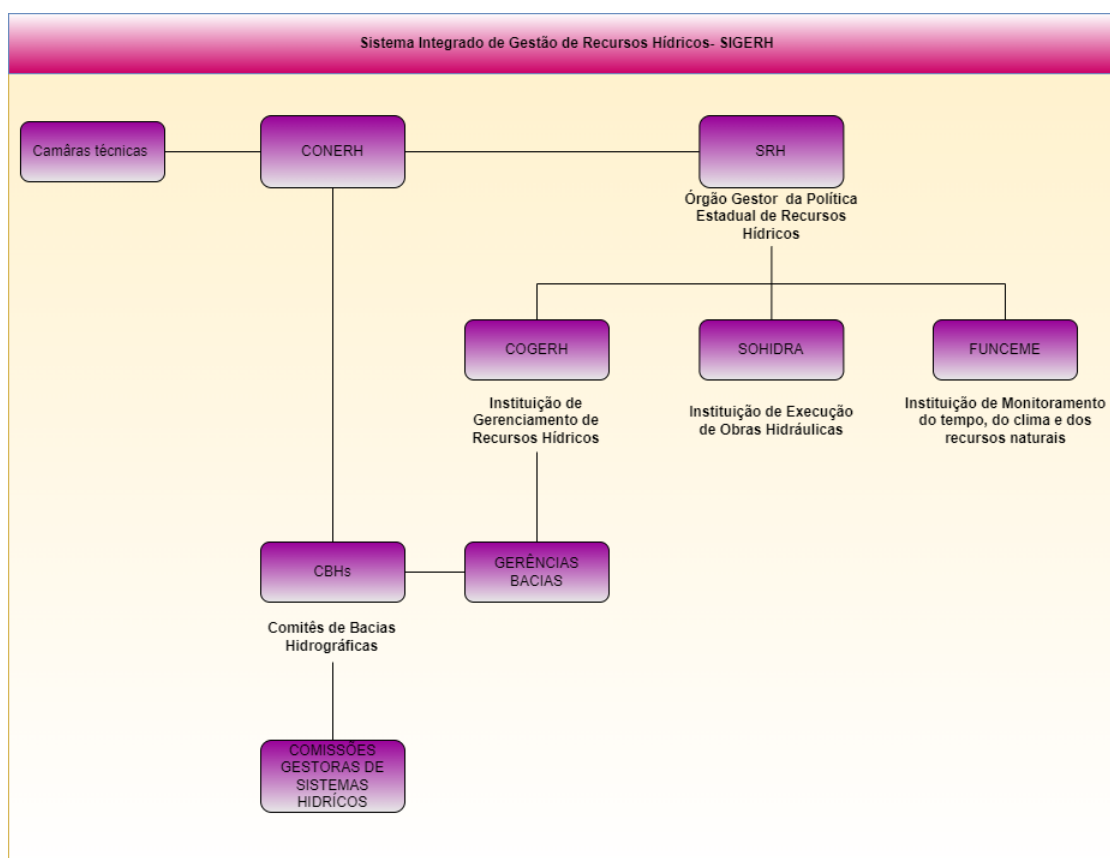 Sistema Integrado de Gestão de Recursos Hídricos- SIGERH
Camâras técnicas
CONERH
SRH
Órgão Gestor da Política
Estadual de Recursos
Hídricos
COGERH
SOHIDRA
FUNCEME
Instituição de
Gerenciamento de
Recursos Hídricos
Instituição de Execução
de Obras Hidráulicas
Instituição de Monitoramento
do tempo, do clima e dos
recursos naturais
CBHs
GERÊNCIAS
BACIAS
Comitês de Bacias
Hidrográficas
COMISSÕES
GESTORAS DE
SISTEMAS
HIDRÍCOS